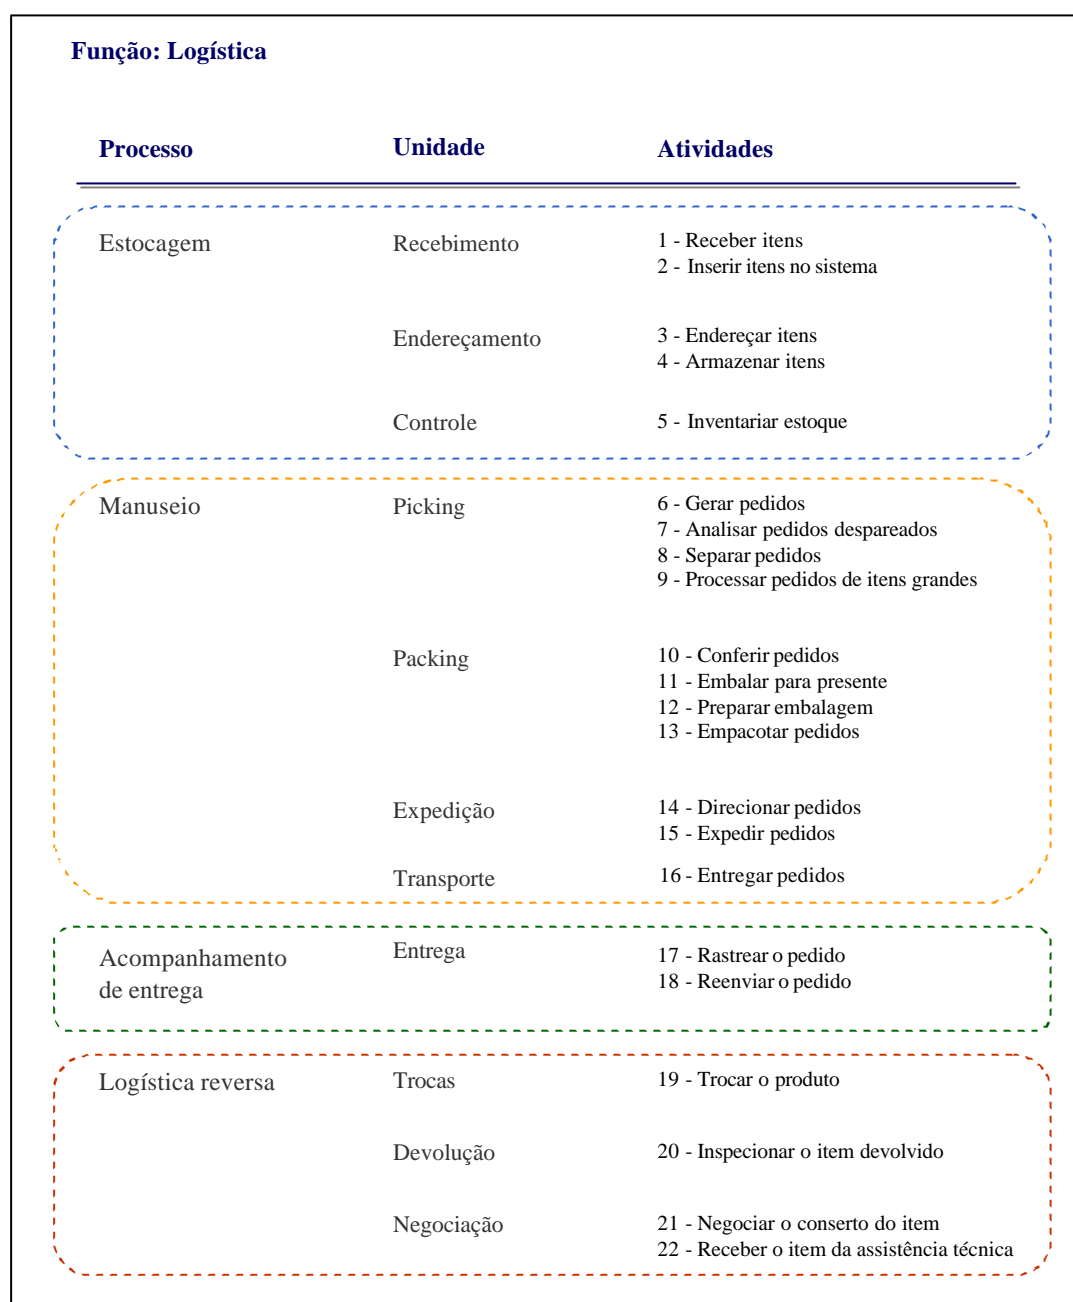 Função: Logística
Processo Unidade Atividades
Estocagem Recebimento 1 - Receber itens
2 - Inserir itens no sistema
Endereçamento 3 - Endereçar itens
4 - Armazenar itens
Controle 5 - Inventariar estoque
Manuseio Picking 6 - Gerar pedidos
7 - Analisar pedidos despareados
8 - Separar pedidos
9 - Processar pedidos de itens grandes
Packing 10 - Conferir pedidos
11 - Embalar para presente
12 - Preparar embalagem
13 - Empacotar pedidos
Expedição 14 - Direcionar pedidos
15 - Expedir pedidos
Transporte 16 - Entregar pedidos
Acompanhamento Entrega 17 - Rastrear o pedido
de entrega 18 - Reenviar o pedido
Logística reversa Trocas 19 - Trocar o produto
Devolução 20 - Inspecionar o item devolvido
Negociação 21 - Negociar o conserto do item
22 - Receber o item da assistência técnica